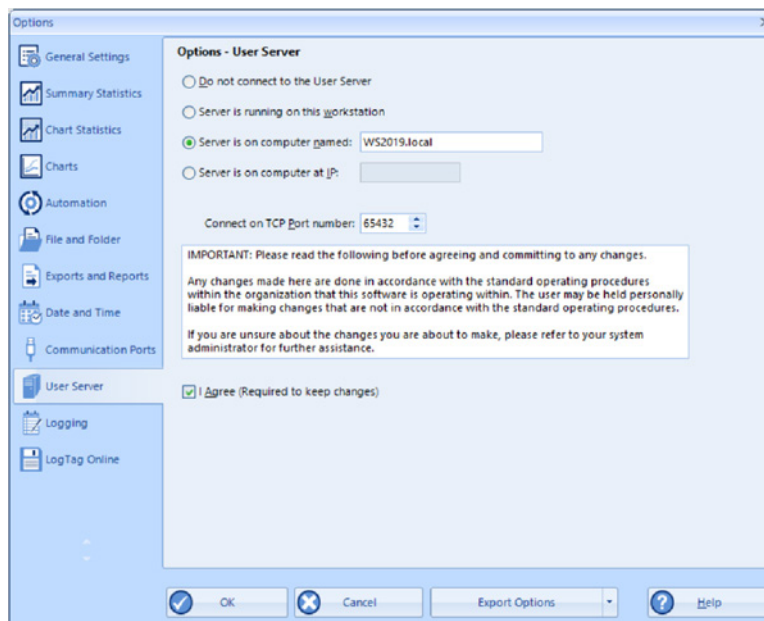 Options
General Settings
Summary Statistics
Chart Statistics
Charts
Automation
File and Folder
Exports and Reports
Date and Time
Communication Ports
User Server
Logging
LogTag Online
Options - User Server
Do not connect to the User Server
Server is running on this workstation
Server is on computer named: WS2019.local
Server is on computer at IP:
Connect on TCP Port number: 65432
IMPORTANT: Please read the following before agreeing and committing to any changes.
Any changes made here are done in accordance with the standard operating procedures
within the organization that this software is operating within. The user may be held personally
liable for making changes that are not in accordance with the standard operating procedures.
If you are unsure about the changes you are about to make, please refer to your system
administrator for further assistance.
I Agree (Required to keep changes)
OK Cancel Export Options Help